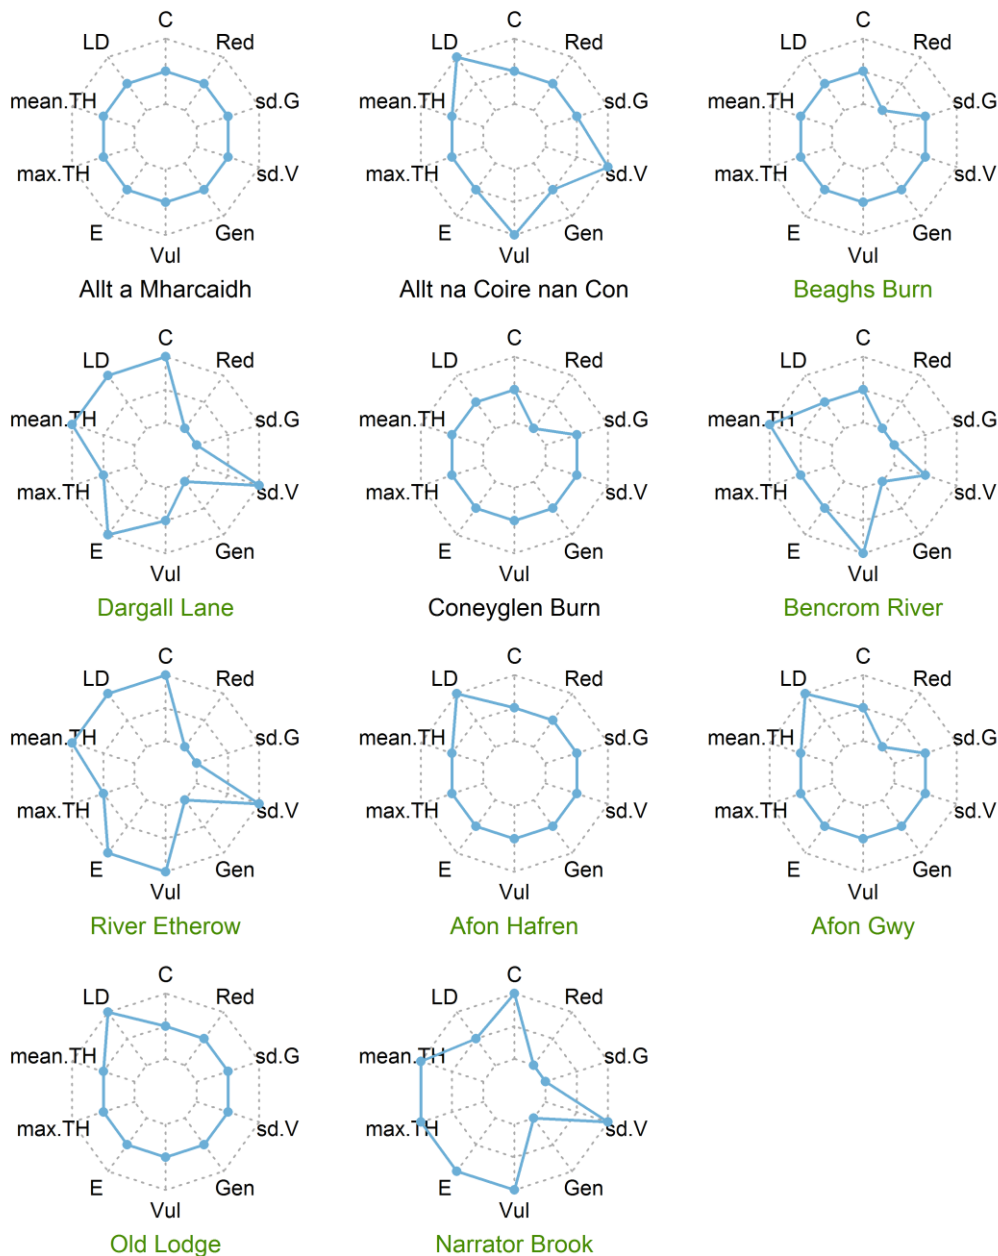 C C C
LD Red LD Red LD Red
mean.TH sd.G mean.TH sd.G mean.TH sd.G
max.TH sd.V max.TH sd.V max.TH sd.V
E Gen E Gen E Gen
Vul Vul Vul
Allt a Mharcaidh Allt na Coire nan Con Beaghs Burn
C C C
LD Red LD Red LD Red
mean.TH sd.G mean.TH sd.G mean.TH sd.G
max.TH sd.V max.TH sd.V max.TH sd.V
E Gen E Gen E Gen
Vul Vul Vul
Dargall Lane Coneyglen Burn Bencrom River
C C C
LD Red LD Red LD Red
mean.TH sd.G mean.TH sd.G mean.TH sd.G
max.TH sd.V max.TH sd.V max.TH sd.V
E Gen E Gen E Gen
Vul Vul Vul
River Etherow Afon Hafren Afon Gwy
C C
LD Red LD Red
mean.TH sd.G mean.TH sd.G
max.TH sd.V max.TH sd.V
E Gen E Gen
Vul Vul
Old Lodge Narrator Brook